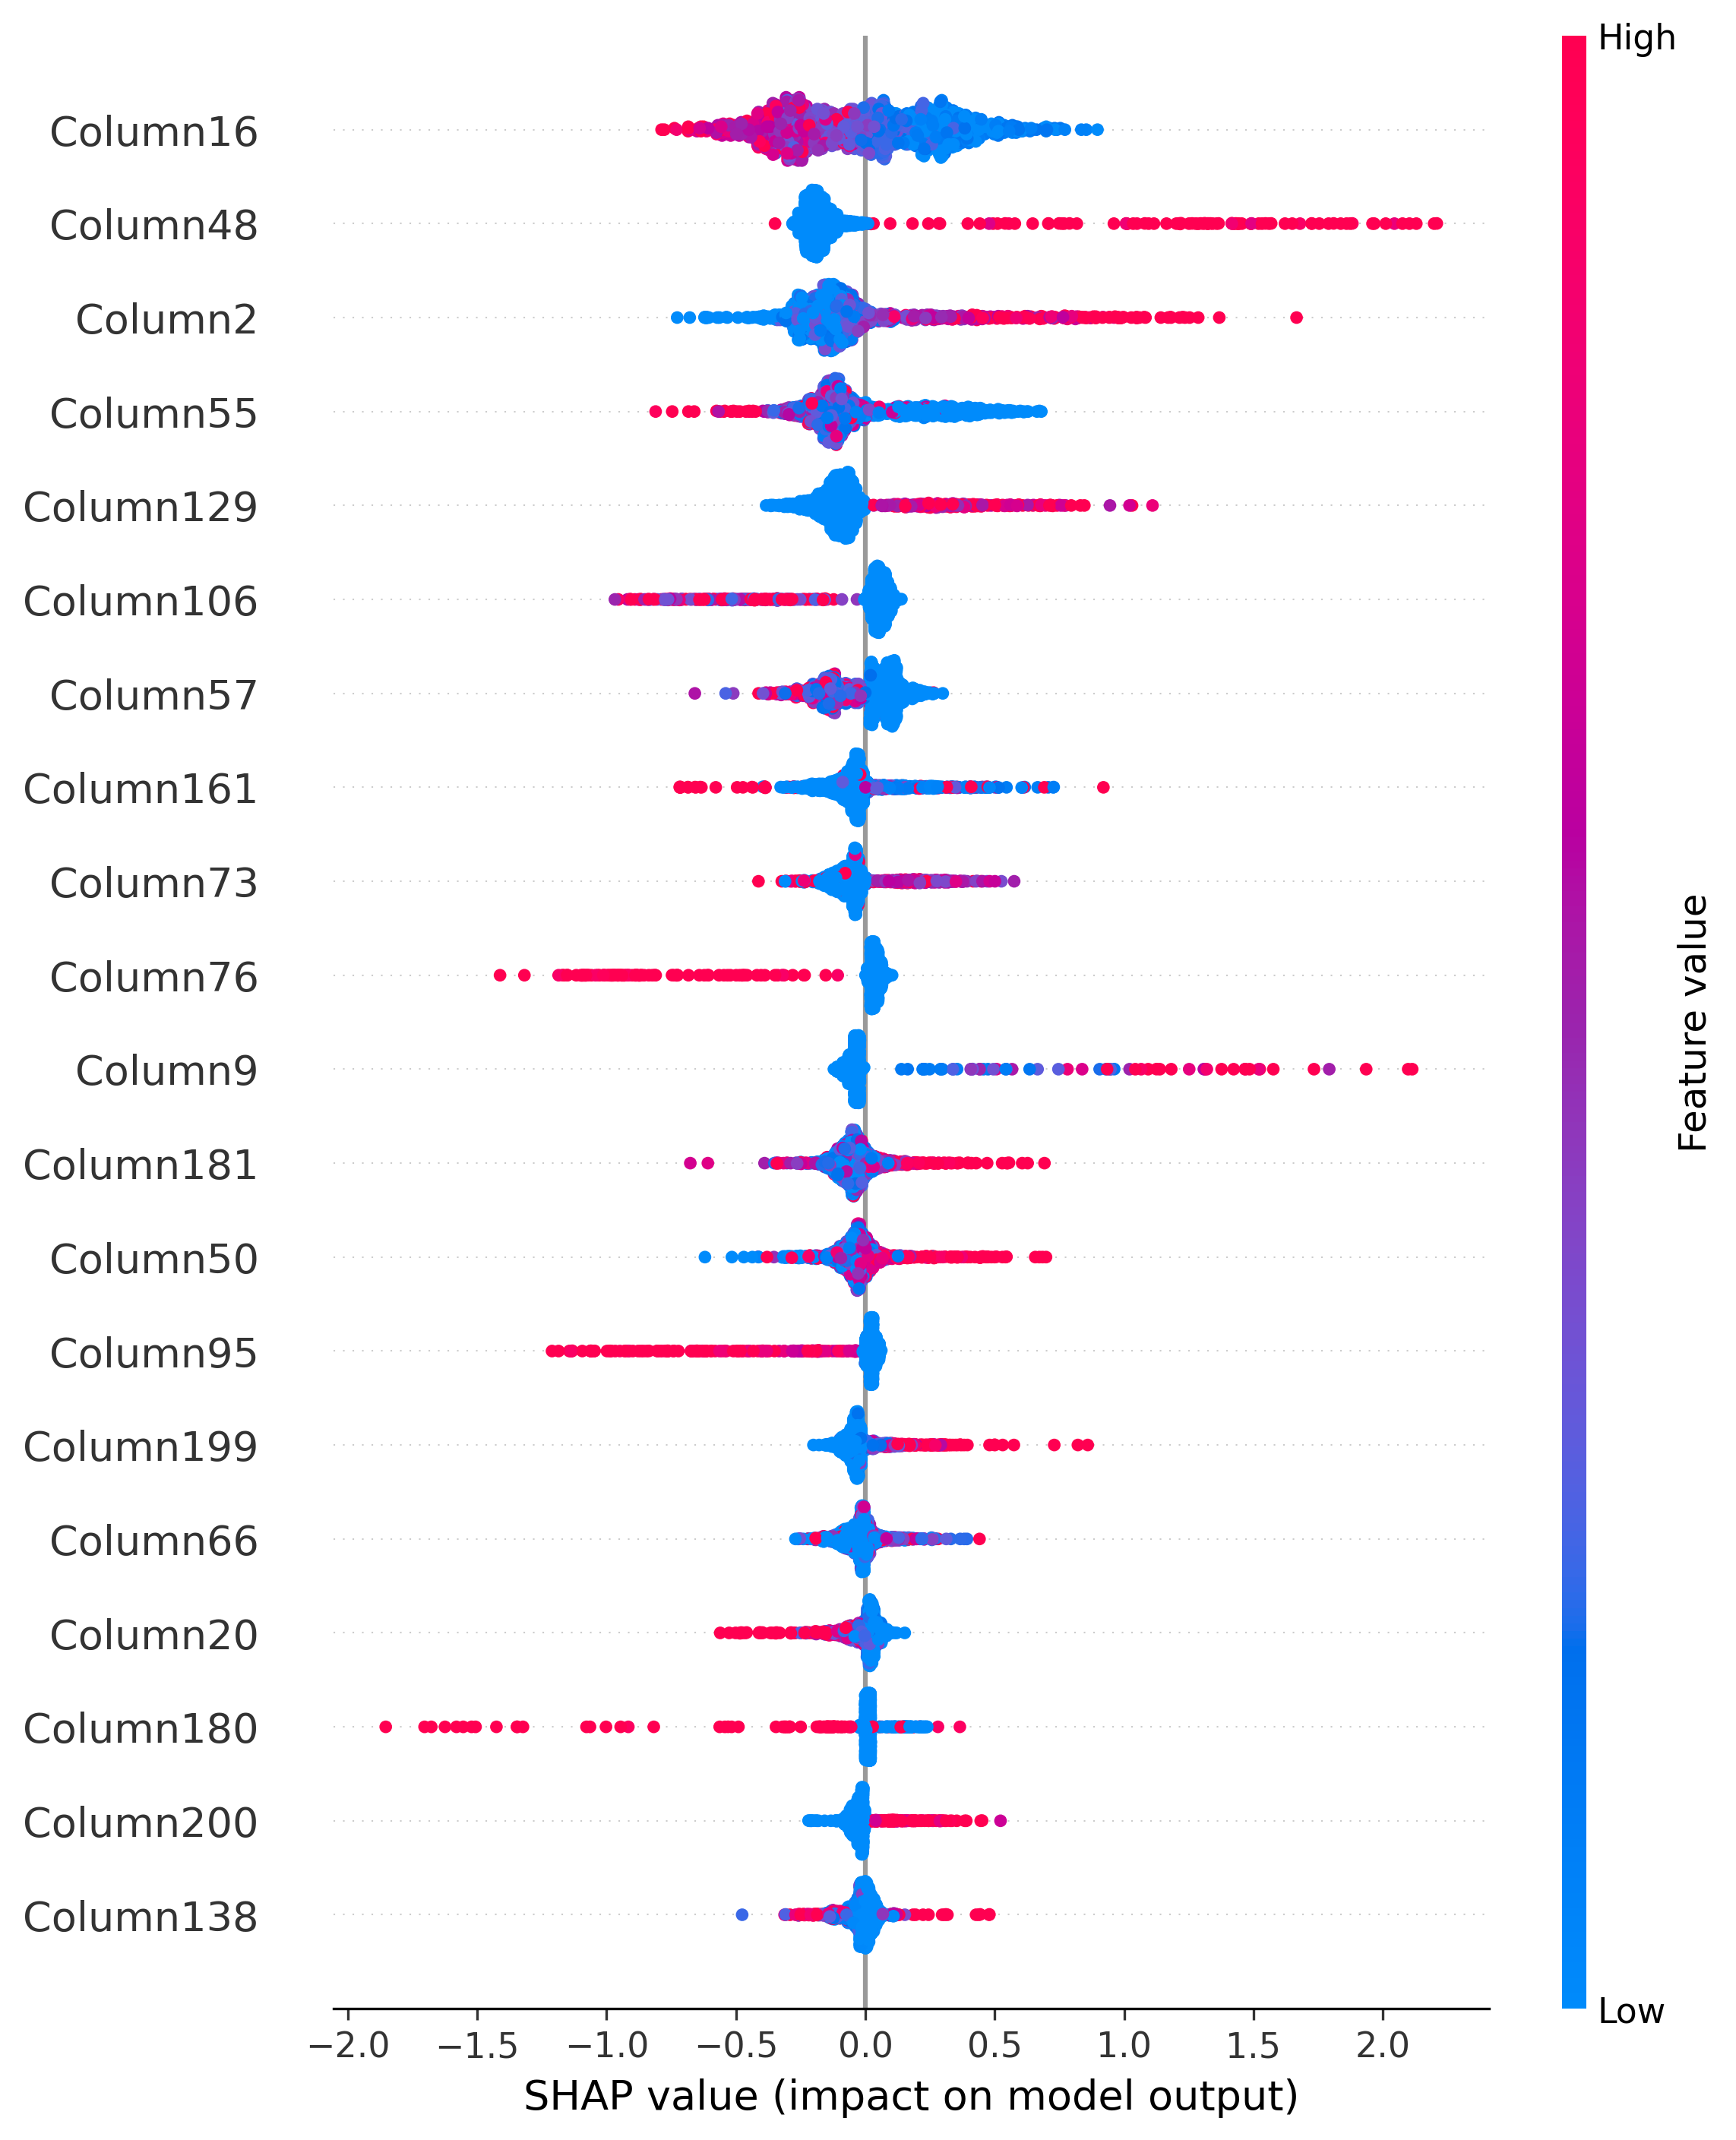 High
Column16
Column48
Column2
Column55
Column129
Column106
Column57
Column161
Column73
Column76
Column9
Column181
Column50
Column95
Column199
Column66
Column20
Column180
Column200
Column138
Feature value
Low
−2.0 −1.5 −1.0 −0.5 0.0 0.5 1.0 1.5 2.0
SHAP value (impact on model output)